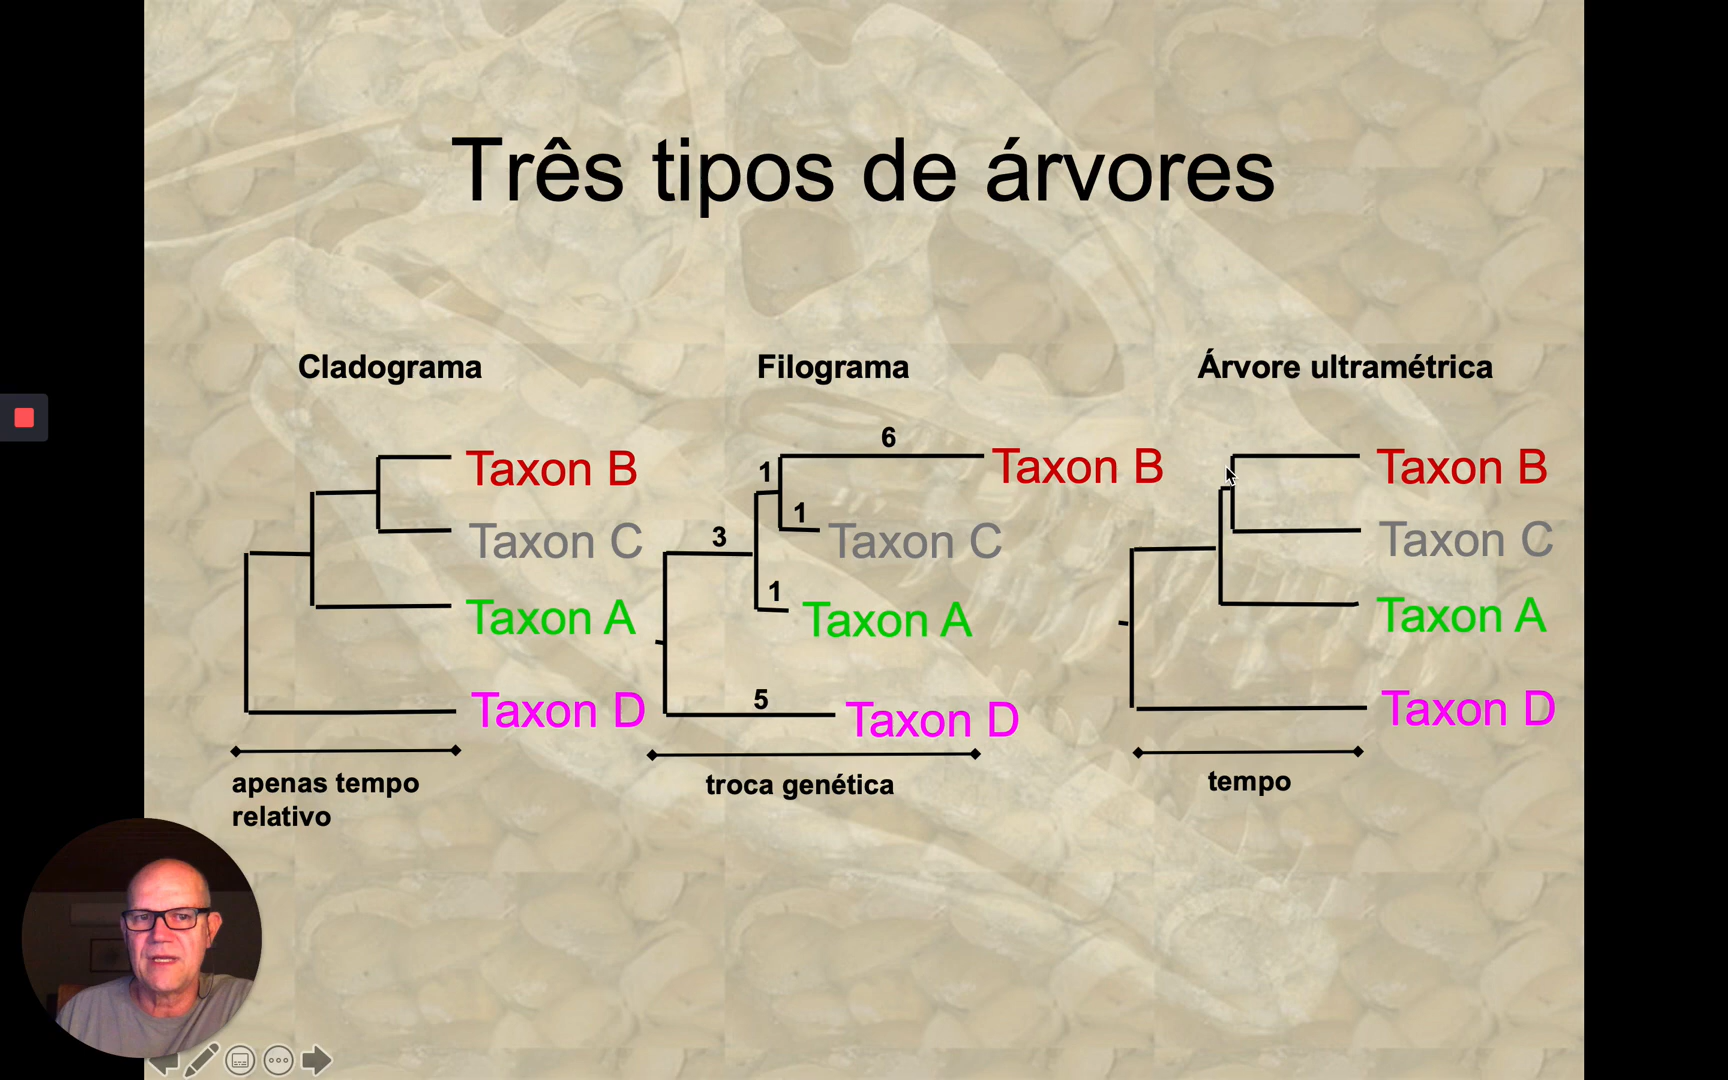 Três tipos de árvores
Cladograma
Filograma
Árvore ultramétrica
Taxon B
Taxon C
Taxon A
Taxon D
apenas tempo
relativo
6
1
1
3
1
5
Taxon B
Taxon C
Taxon A
Taxon D
troca genética
Taxon B
Taxon C
Taxon A
Taxon D
tempo